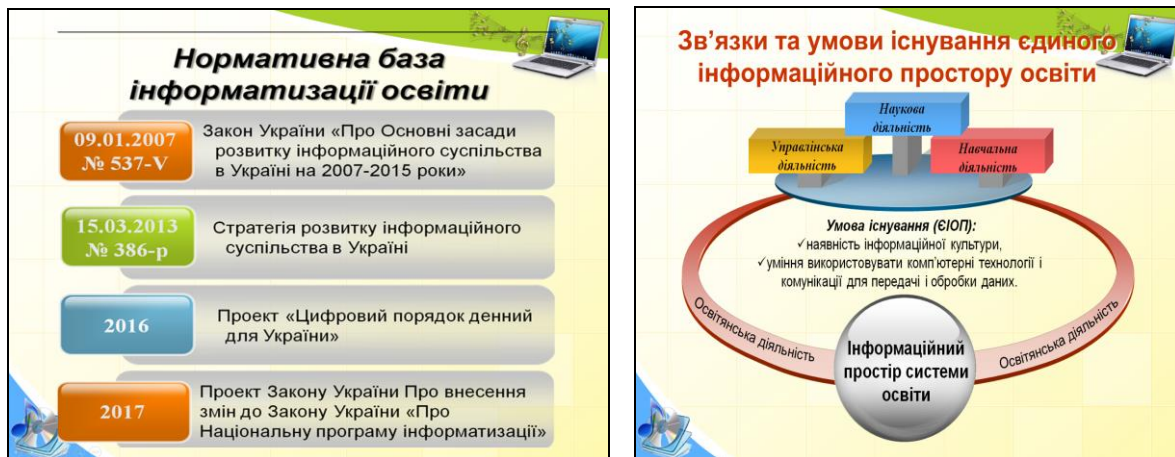 Нормативна база
інформатизації освіти
09.01.2007
№ 537-V
Закон України «Про Основні засади
розвитку інформаційного суспільства
в Україні на 2007-2015 роки»
15.03.2013
№ 386-р
Стратегія розвитку інформаційного
суспільства в Україні
2016
Проект «Цифровий порядок денний
для України»
2017
Проект Закону України Про внесення
змін до Закону України «Про
Національну програму інформатизації»
Зв’язки та умови існування єдиного
інформаційного простору освіти
Наукова
діяльність
Управлінська
діяльність
Навчальна
діяльність
Умова існування (ЄІОП):
✓наявність інформаційної культури,
✓уміння використовувати комп’ютерні технології і
комунікації для передачі і обробки даних.
Освітянська діяльність
Освітянська діяльність
Інформаційний
простір системи
освіти